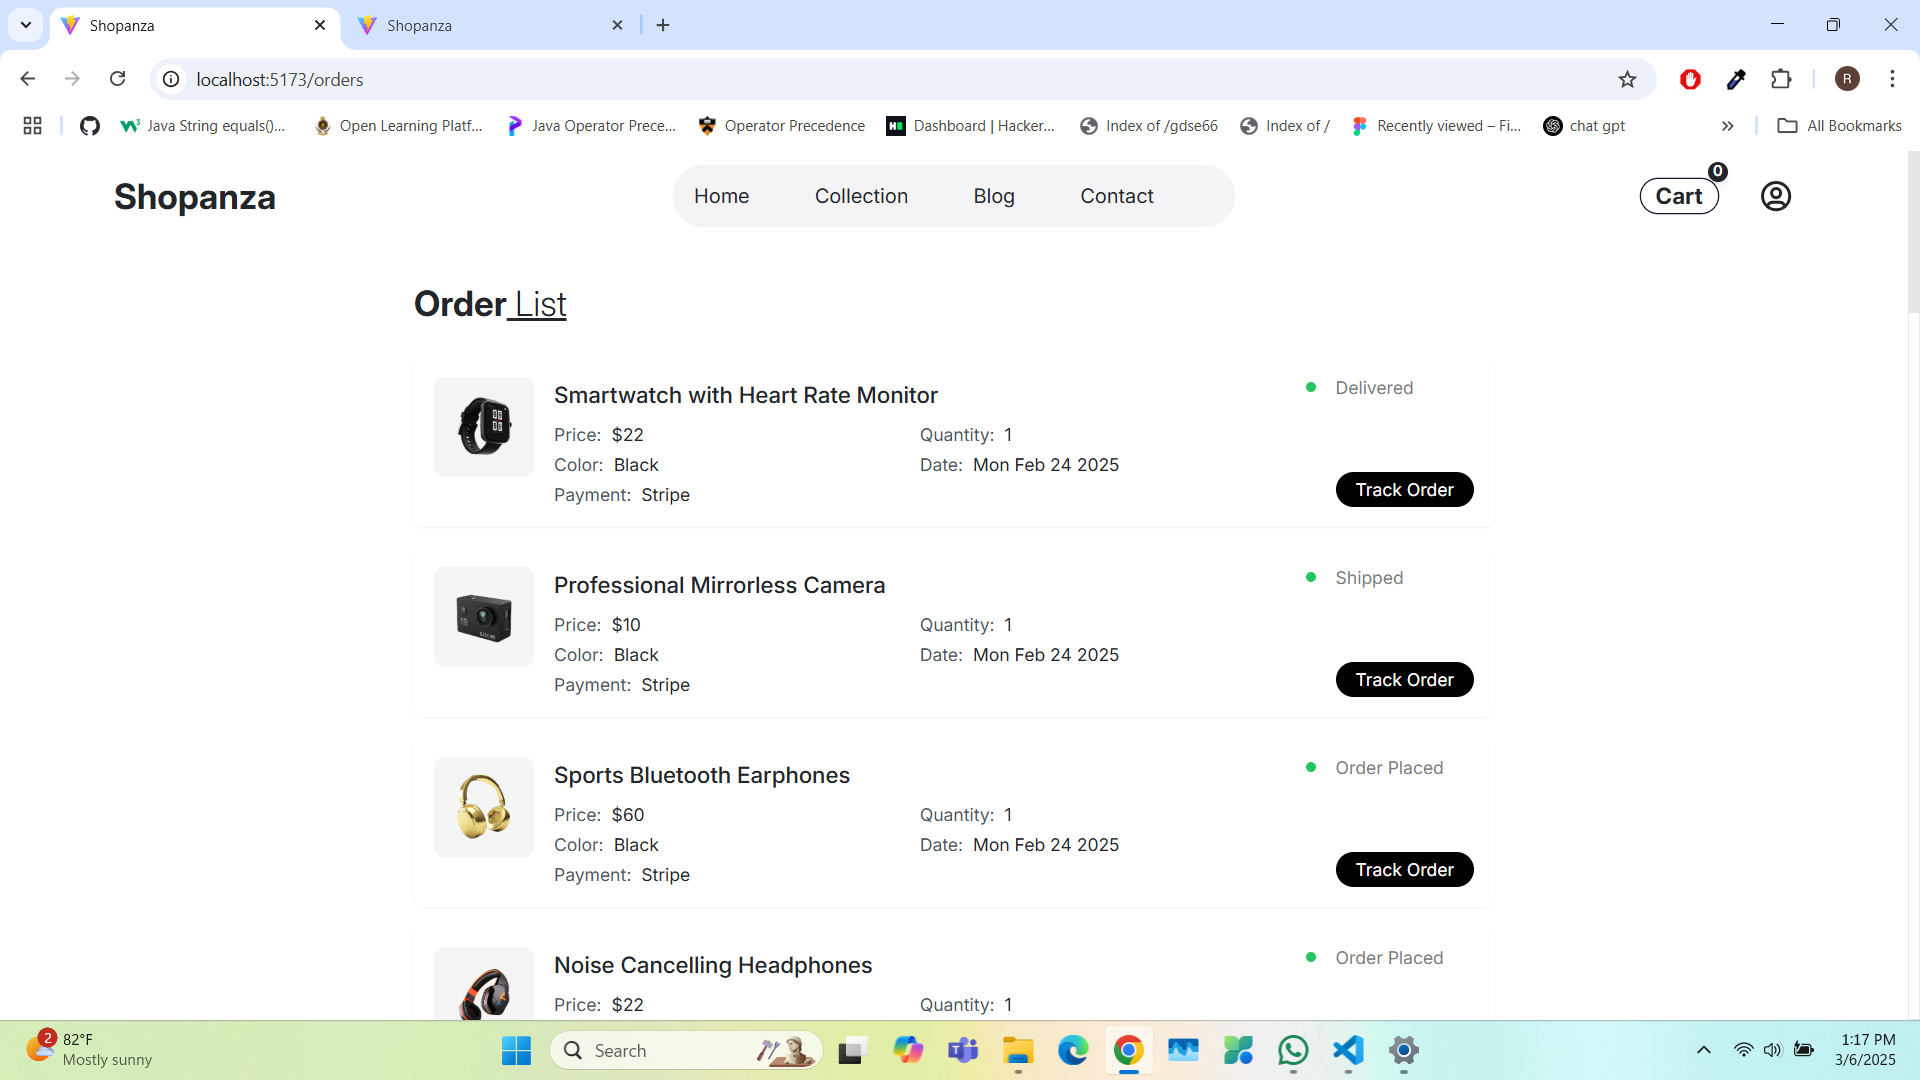 Shopanza
Shopanza
localhost:5173/orders
R
Java String equals()...
Open Learning Platf...
Java Operator Prece...
Operator Precedence
Dashboard | Hacker...
Index of /gdse66
Index of /
Recently viewed – Fi...
chat gpt
All Bookmarks
Shopanza
Home
Collection
Blog
Contact
Cart
0
Order List
Smartwatch with Heart Rate Monitor
Delivered
Price: $22
Quantity: 1
Color: Black
Date: Mon Feb 24 2025
Payment: Stripe
Track Order
Professional Mirrorless Camera
Shipped
Price: $10
Quantity: 1
Color: Black
Date: Mon Feb 24 2025
Payment: Stripe
Track Order
Sports Bluetooth Earphones
Order Placed
Price: $60
Quantity: 1
Color: Black
Date: Mon Feb 24 2025
Payment: Stripe
Track Order
Noise Cancelling Headphones
Order Placed
Price: $22
Quantity: 1
2
82°F
Mostly sunny
Search
1:17 PM
3/6/2025